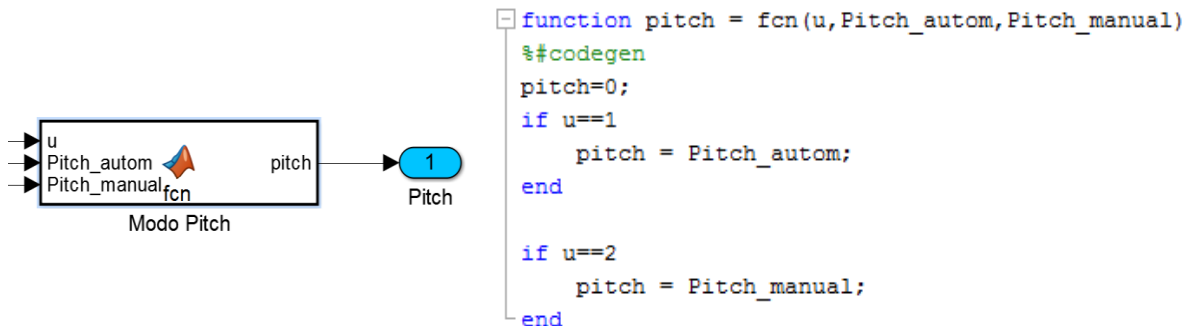 u
Pitch_autom
Pitch_manual
fcn
pitch
Modo Pitch
1
Pitch
function pitch = fcn(u,Pitch_autom,Pitch_manual)
%#codegen
pitch=0;
if u==1
    pitch = Pitch_autom;
end
if u==2
    pitch = Pitch_manual;
end